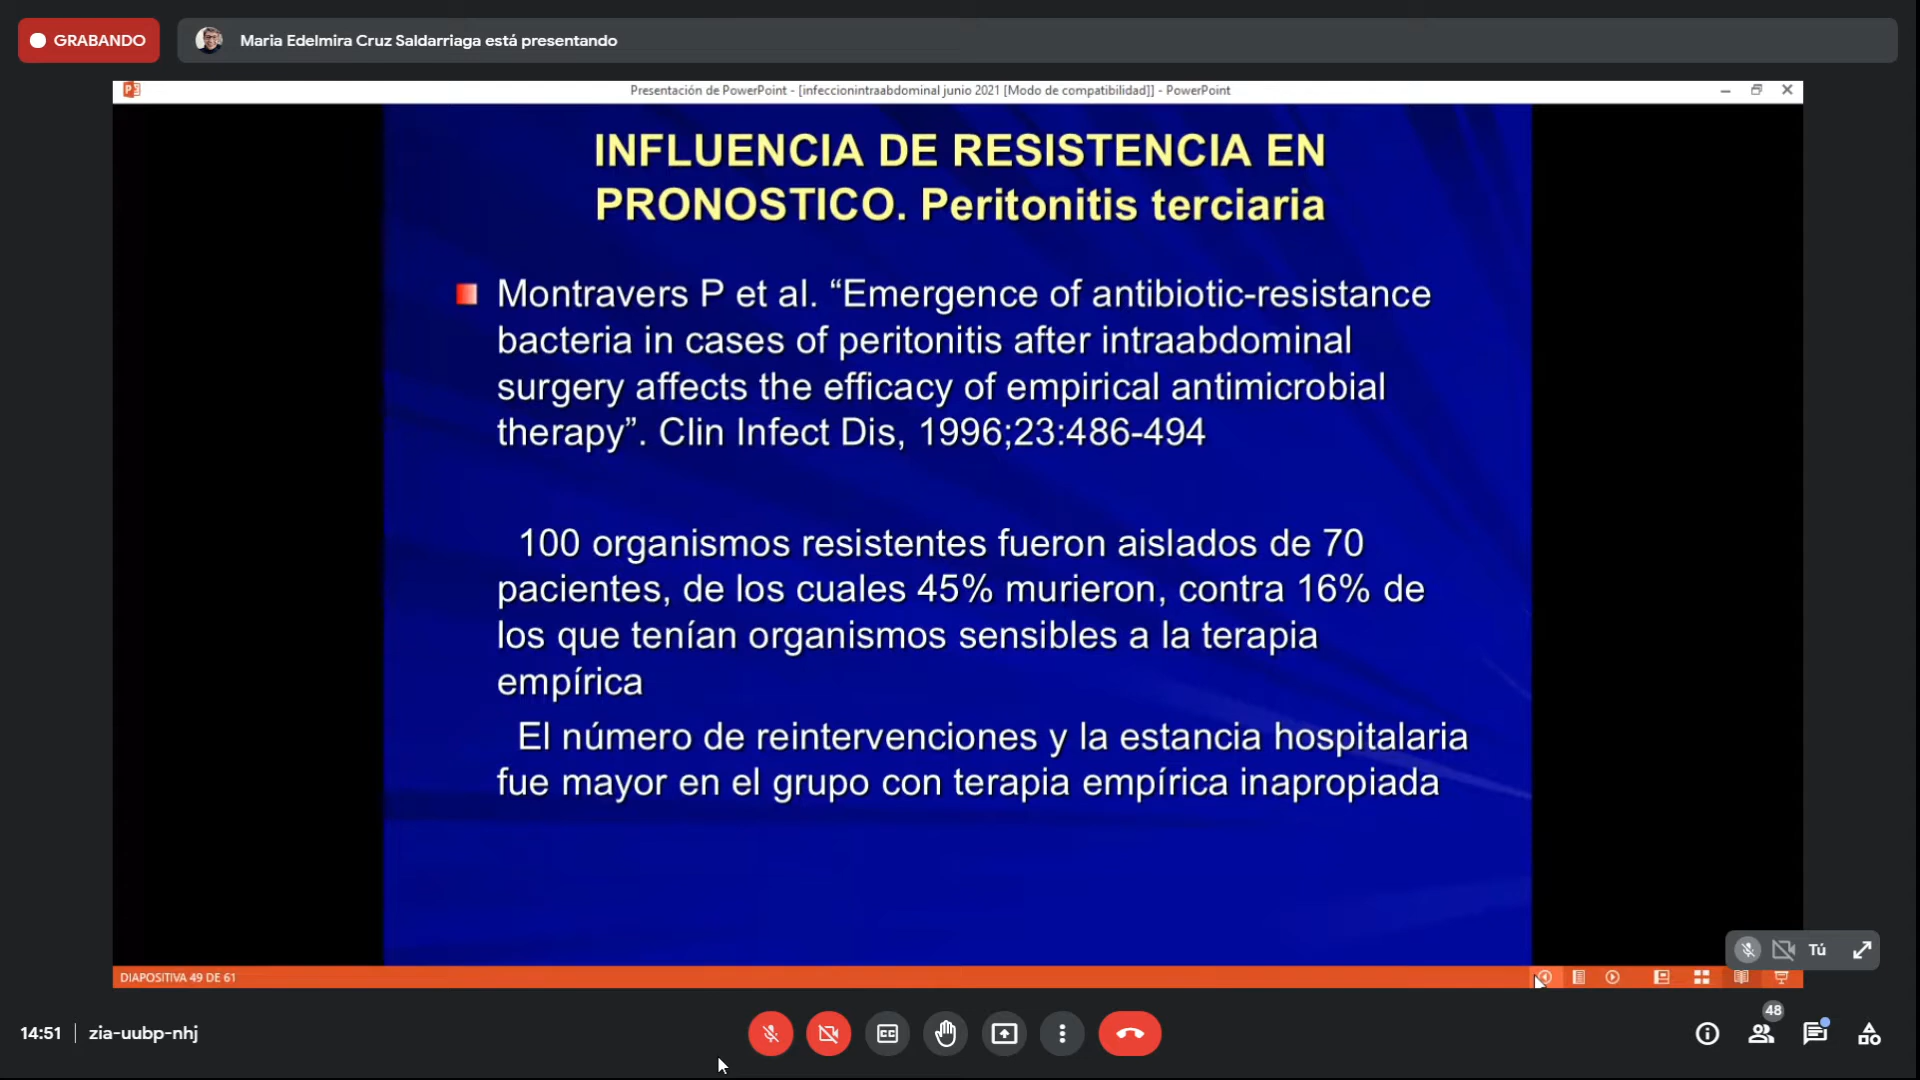 GRABANDO
Maria Edelmira Cruz Saldarriaga está presentando
Presentación de PowerPoint - [infeccionintraabdominal junio 2021 [Modo de compatibilidad]] - PowerPoint
INFLUENCIA DE RESISTENCIA EN
PRONOSTICO. Peritonitis terciaria
Montravers P et al. “Emergence of antibiotic-resistance
bacteria in cases of peritonitis after intraabdominal
surgery affects the efficacy of empirical antimicrobial
therapy”. Clin Infect Dis, 1996;23:486-494
100 organismos resistentes fueron aislados de 70
pacientes, de los cuales 45% murieron, contra 16% de
los que tenían organismos sensibles a la terapia
empírica
El número de reintervenciones y la estancia hospitalaria
fue mayor en el grupo con terapia empírica inapropiada
Tú
DIAPOSITIVA 49 DE 61
14:51
zia-uubp-nhj
48